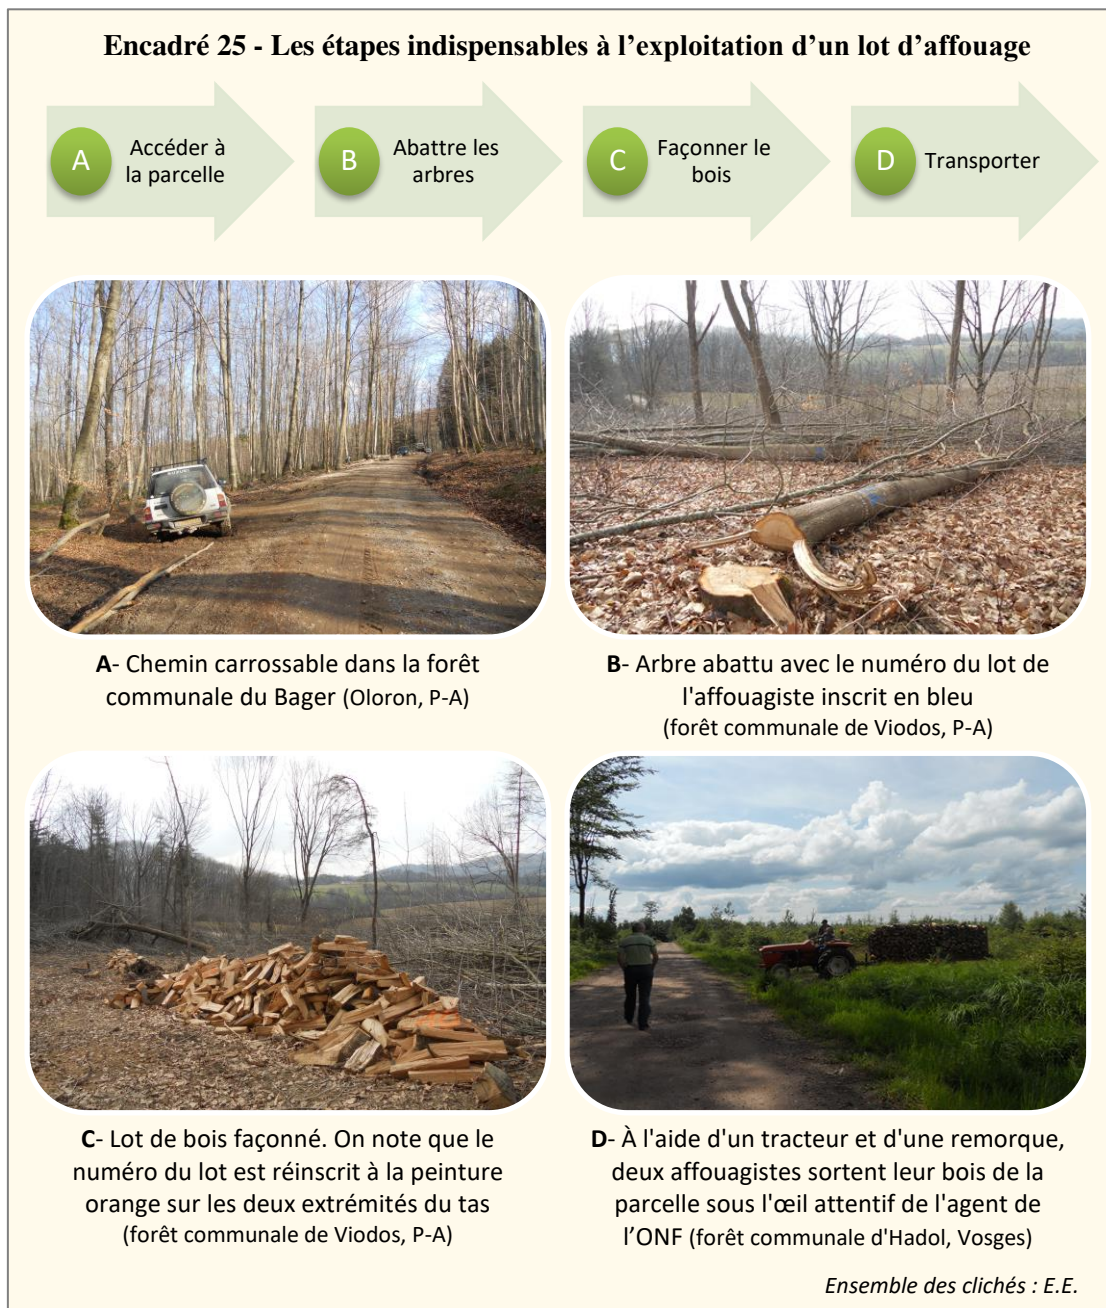 Encadré 25 - Les étapes indispensables à l’exploitation d’un lot d’affouage
A
Accéder à
la parcelle
B
Abattre les
arbres
C
Façonner le
bois
D
Transporter
A- Chemin carrossable dans la forêt
communale du Bager (Oloron, P-A)
B- Arbre abattu avec le numéro du lot de
l'affouagiste inscrit en bleu
(forêt communale de Viodos, P-A)
C- Lot de bois façonné. On note que le
numéro du lot est réinscrit à la peinture
orange sur les deux extrémités du tas
(forêt communale de Viodos, P-A)
D- À l'aide d'un tracteur et d'une remorque,
deux affouagistes sortent leur bois de la
parcelle sous l'œil attentif de l'agent de
l’ONF (forêt communale d'Hadol, Vosges)
Ensemble des clichés : E.E.